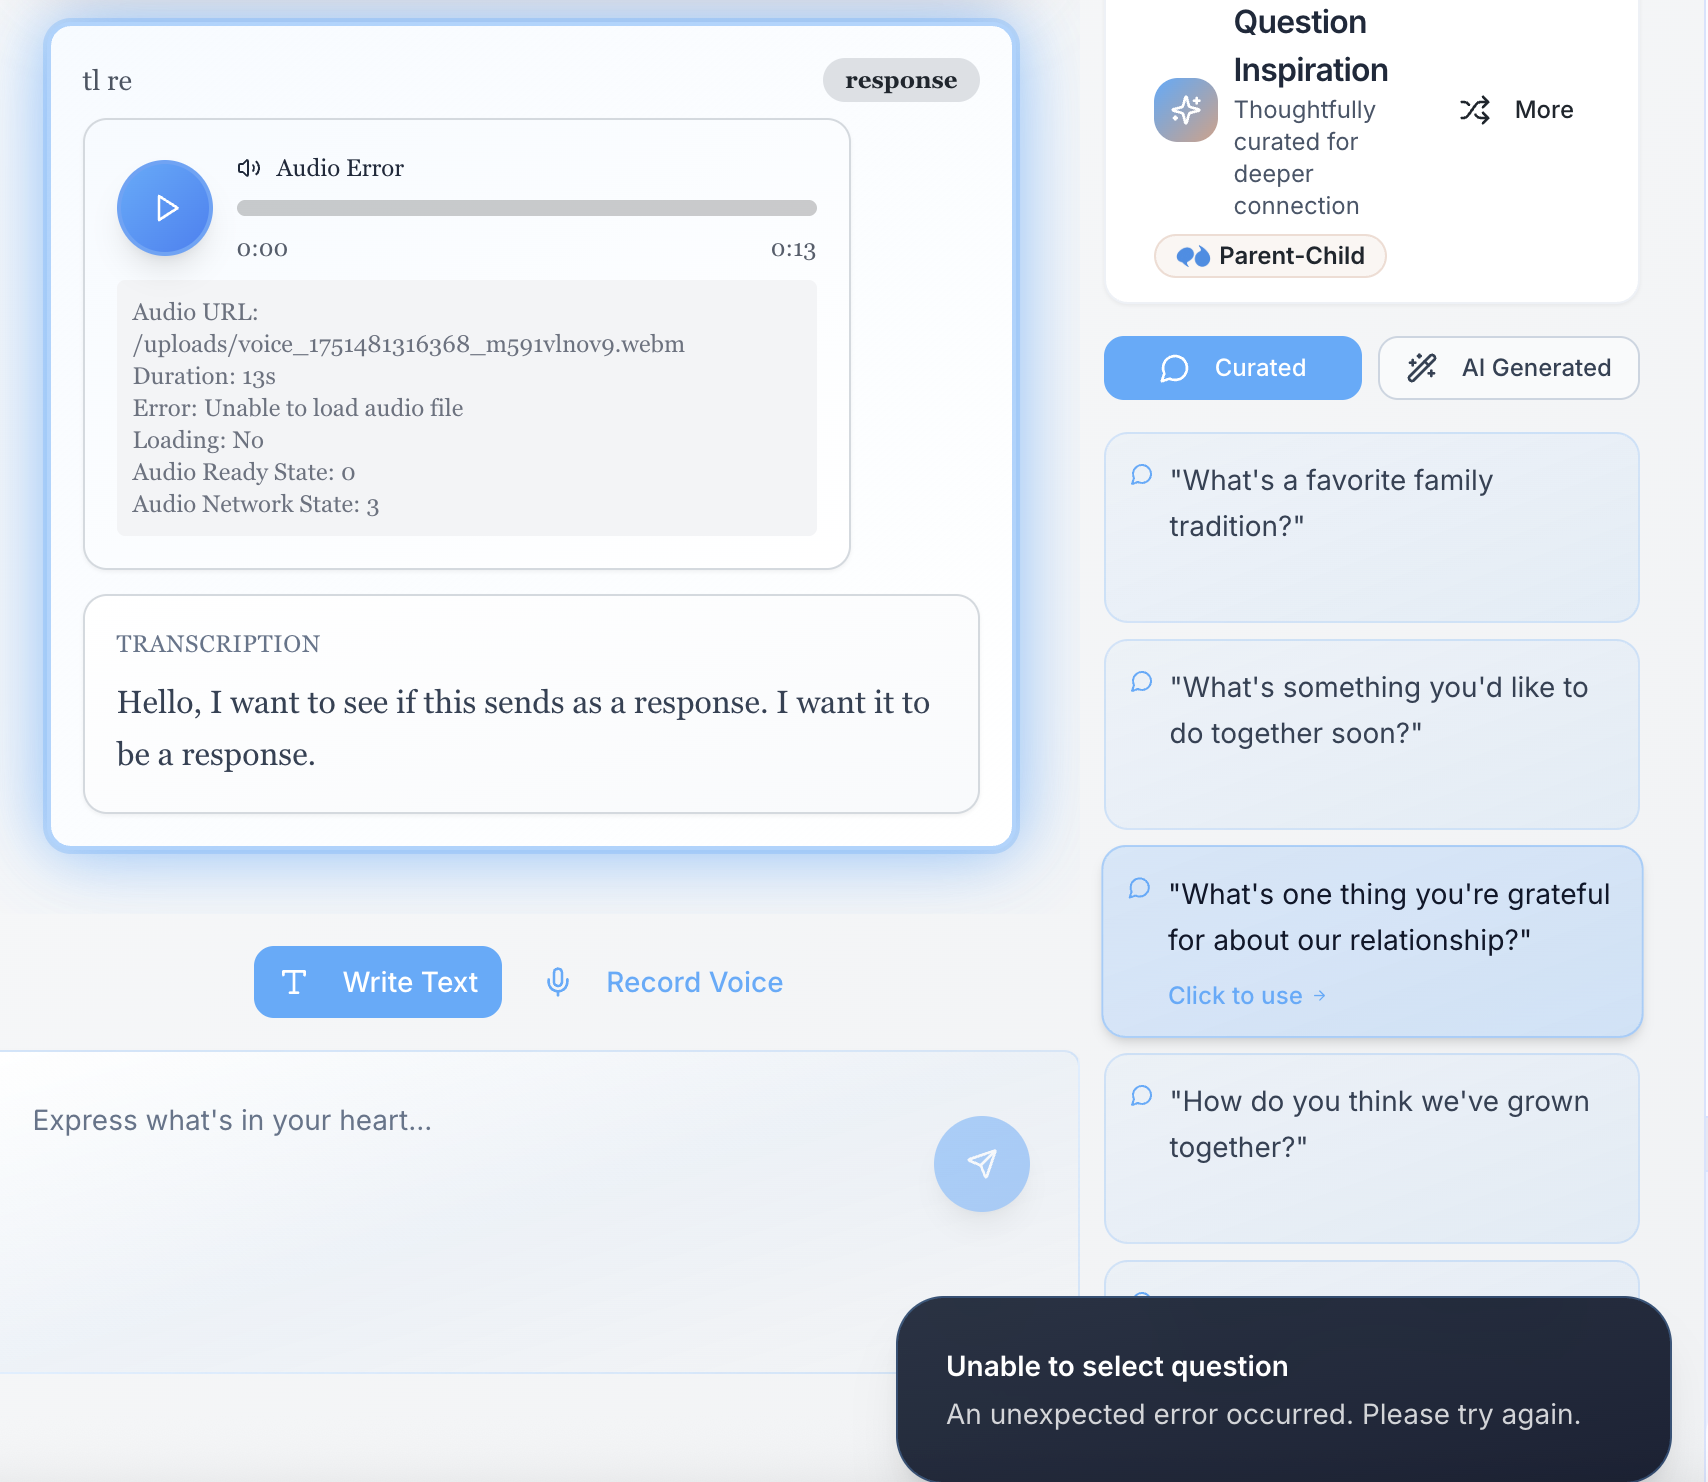 tl re
response
Audio Error
0:00
0:13
Audio URL:
/uploads/voice_1751481316368_m591vlnov9.webm
Duration: 13s
Error: Unable to load audio file
Loading: No
Audio Ready State: 0
Audio Network State: 3
TRANSCRIPTION
Hello, I want to see if this sends as a response. I want it to
be a response.
Write Text
Record Voice
Express what's in your heart...
Question
Inspiration
Thoughtfully
curated for
deeper
connection
More
Parent-Child
Curated
AI Generated
"What's a favorite family
tradition?"
"What's something you'd like to
do together soon?"
"What's one thing you're grateful
for about our relationship?"
Click to use →
"How do you think we've grown
together?"
Unable to select question
An unexpected error occurred. Please try again.